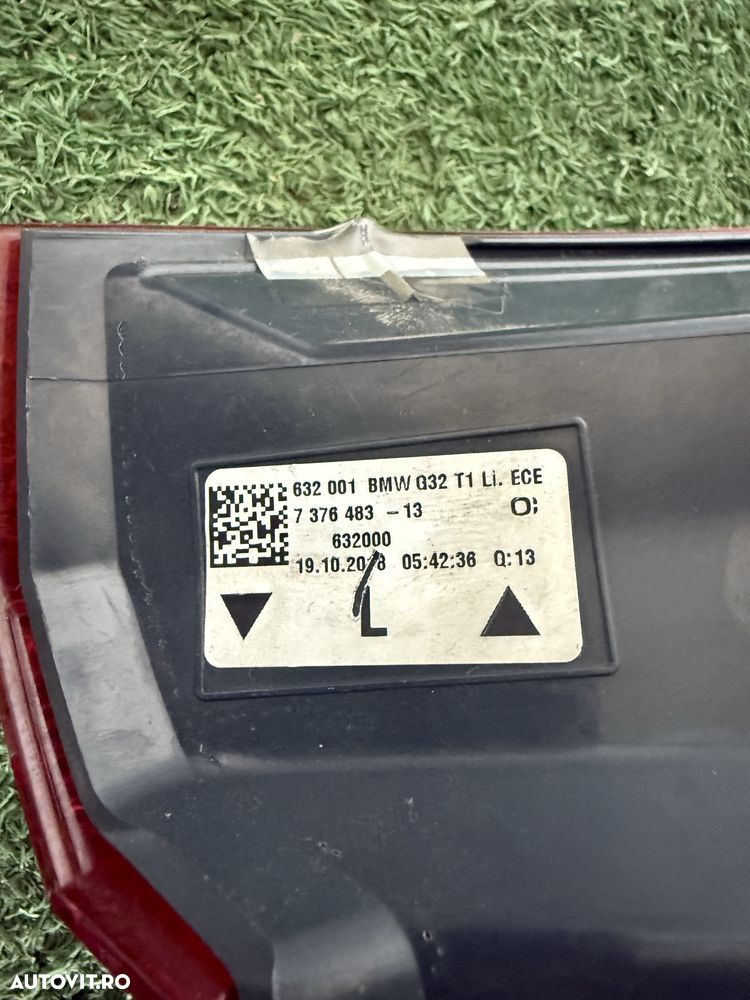 632 001 BMW G32 T1 Li. ECE
7 376 483 -13
632000
19.10.2018 05:42:36 Q:13
L
AUTOVIT.RO